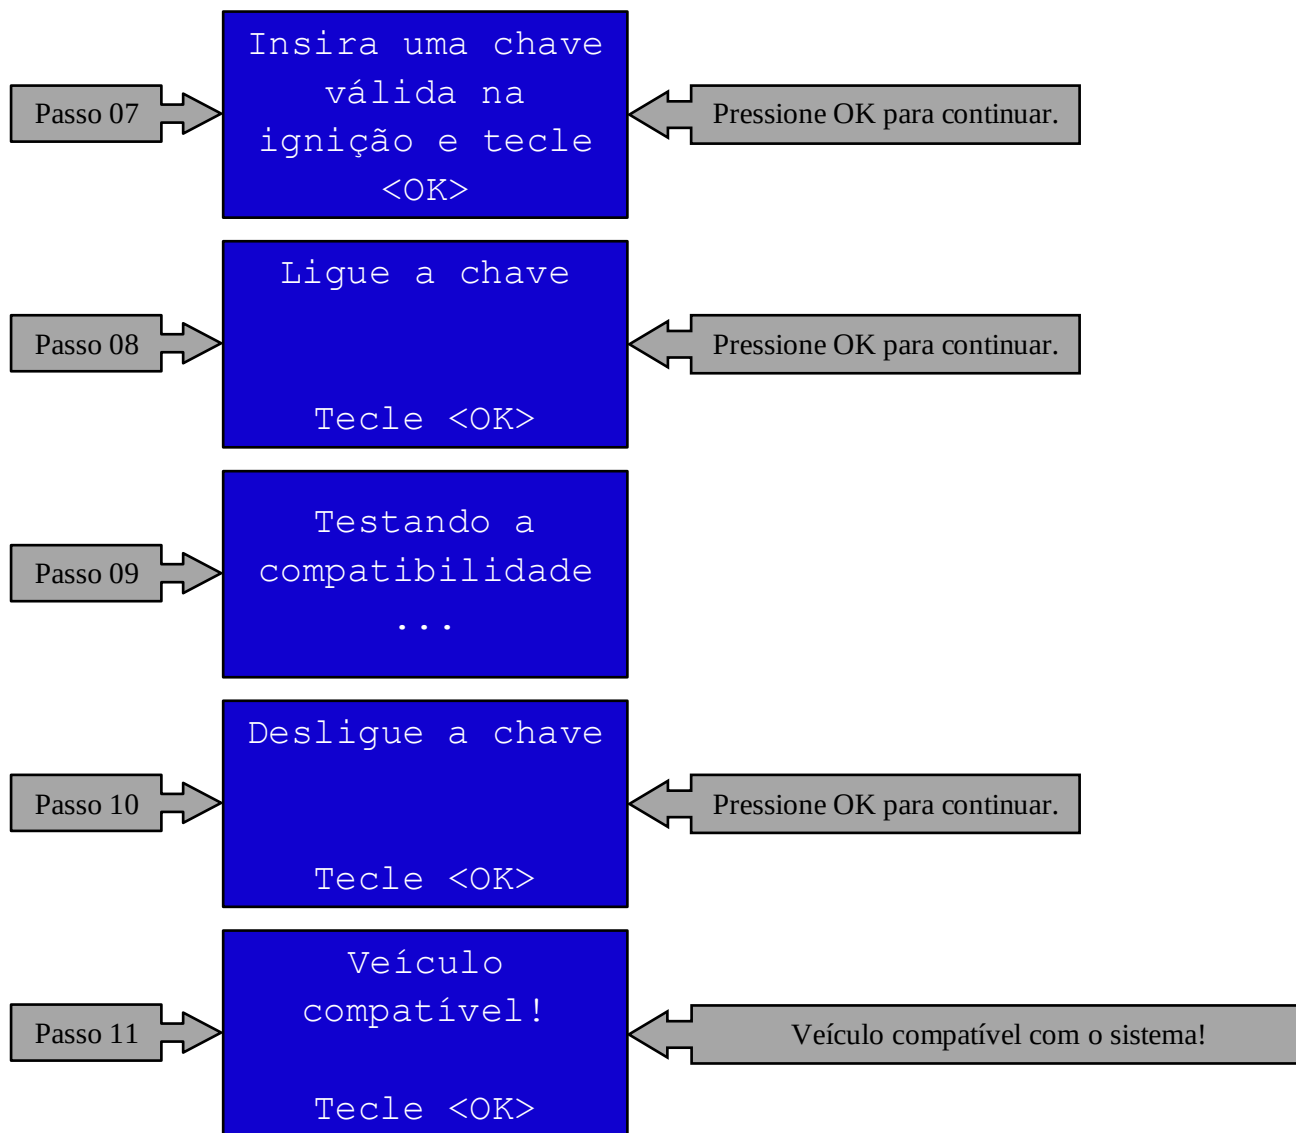 Passo 07
Insira uma chave
válida na
ignição e tecle
<OK>
Pressione OK para continuar.
Passo 08
Ligue a chave
Tecle <OK>
Pressione OK para continuar.
Passo 09
Testando a
compatibilidade
...
Passo 10
Desligue a chave
Tecle <OK>
Pressione OK para continuar.
Passo 11
Veículo
compatível!
Tecle <OK>
Veículo compatível com o sistema!